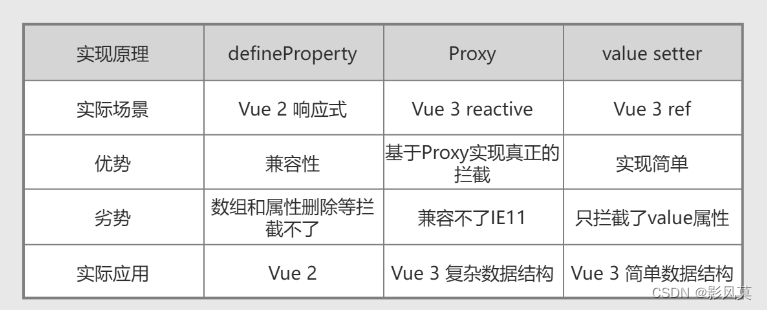 实现原理 defineProperty Proxy value setter
实际场景 Vue 2 响应式 Vue 3 reactive Vue 3 ref
优势 兼容性 基于Proxy实现真正的
拦截 实现简单
劣势 数组和属性删除等拦
截不了 兼容不了IE11 只拦截了value属性
实际应用 Vue 2 Vue 3 复杂数据结构 Vue 3 简单数据结构
CSDN @影风莫